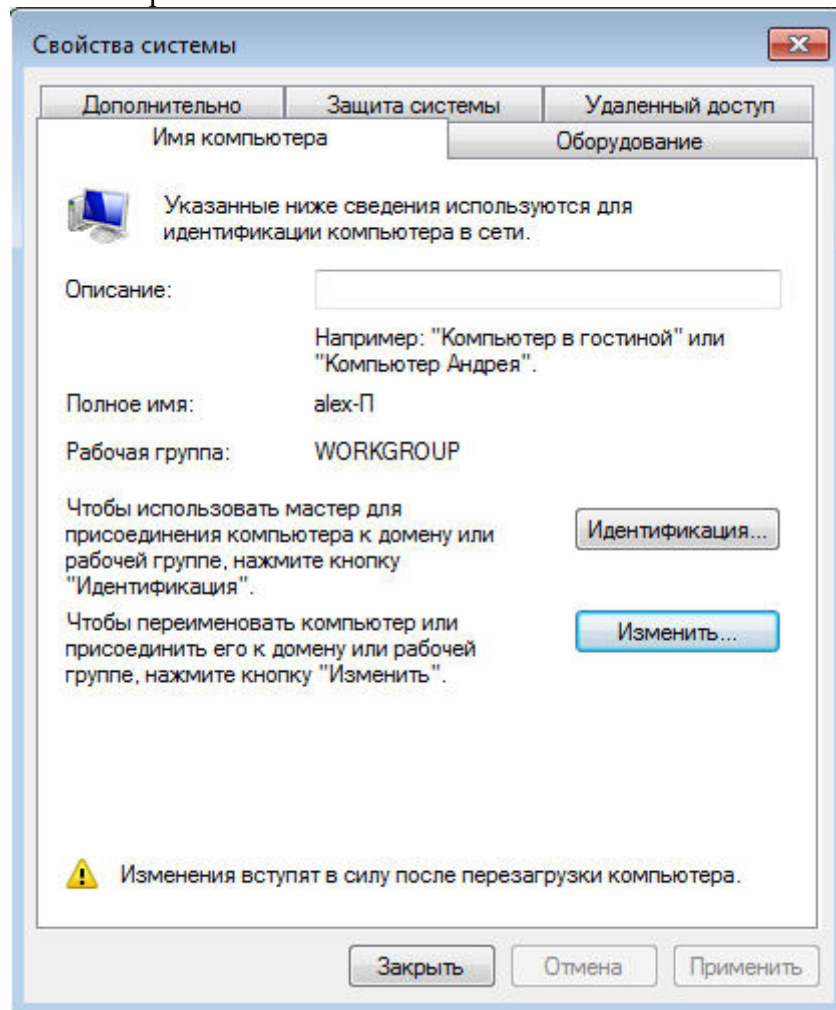 Свойства системы
Дополнительно
Защита системы
Удаленный доступ
Имя компьютера
Оборудование
Указанные ниже сведения используются для
идентификации компьютера в сети.
Описание:
Например: "Компьютер в гостиной" или
"Компьютер Андрея".
Полное имя:
alex-П
Рабочая группа:
WORKGROUP
Чтобы использовать мастер для
присоединения компьютера к домену или
рабочей группе, нажмите кнопку
"Идентификация".
Идентификация...
Чтобы переименовать компьютер или
присоединить его к домену или рабочей
группе, нажмите кнопку "Изменить".
Изменить...
Изменения вступят в силу после перезагрузки компьютера.
Закрыть
Отмена
Применить